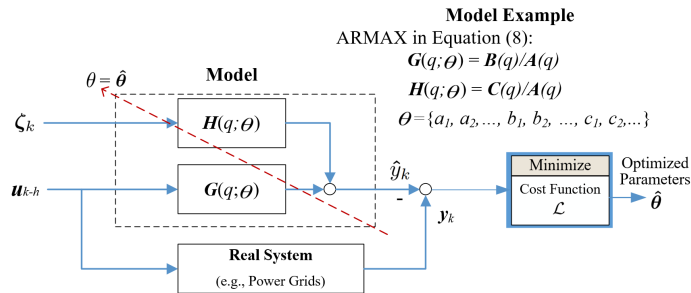 Model Example
ARMAX in Equation (8):
G(q;Θ) = B(q)/A(q)
H(q;Θ) = C(q)/A(q)
Θ={a₁, a₂,..., b₁, b₂, ..., c₁, c₂,...}
Model
θ = θ̂
ζₖ
H(q;Θ)
uₖ₋ₕ
G(q;Θ)
ŷₖ
-
yₖ
Real System
(e.g., Power Grids)
Minimize
Cost Function
ℒ
Optimized
Parameters
θ̂